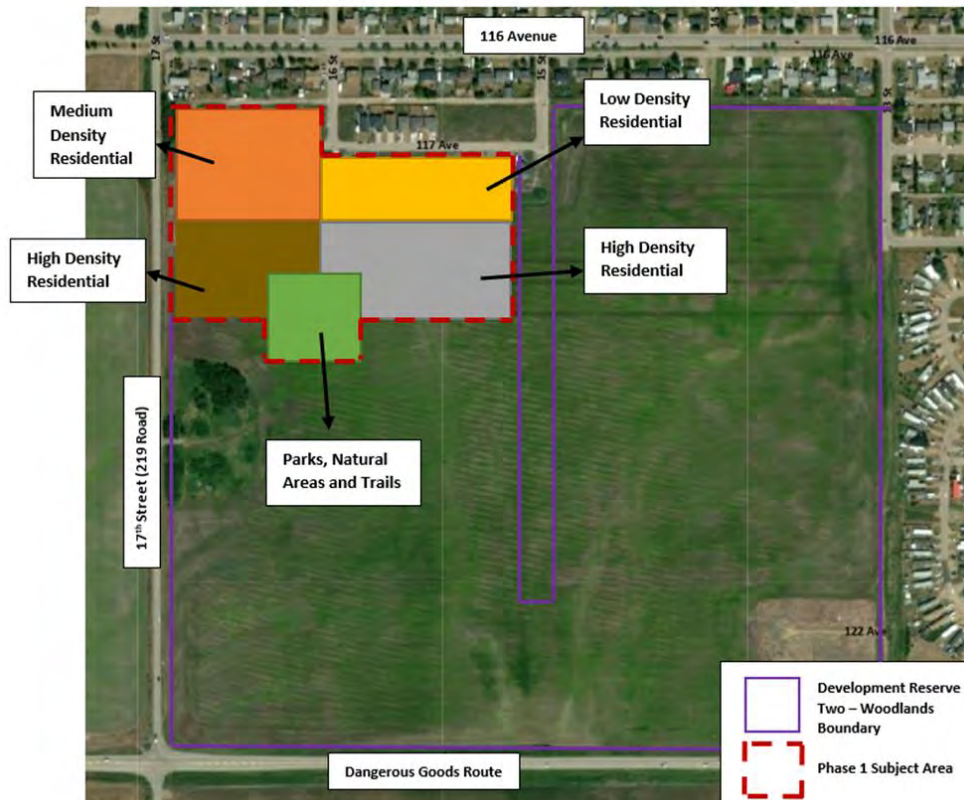 116 Avenue
17 St
16 St
15 St
116 Ave
116 Ave
Medium
Density
Residential
Low Density
Residential
117 Ave
High Density
Residential
High Density
Residential
Parks, Natural
Areas and Trails
17th Street (219 Road)
122 Ave
Development Reserve
Two – Woodlands
Boundary
Phase 1 Subject Area
Dangerous Goods Route